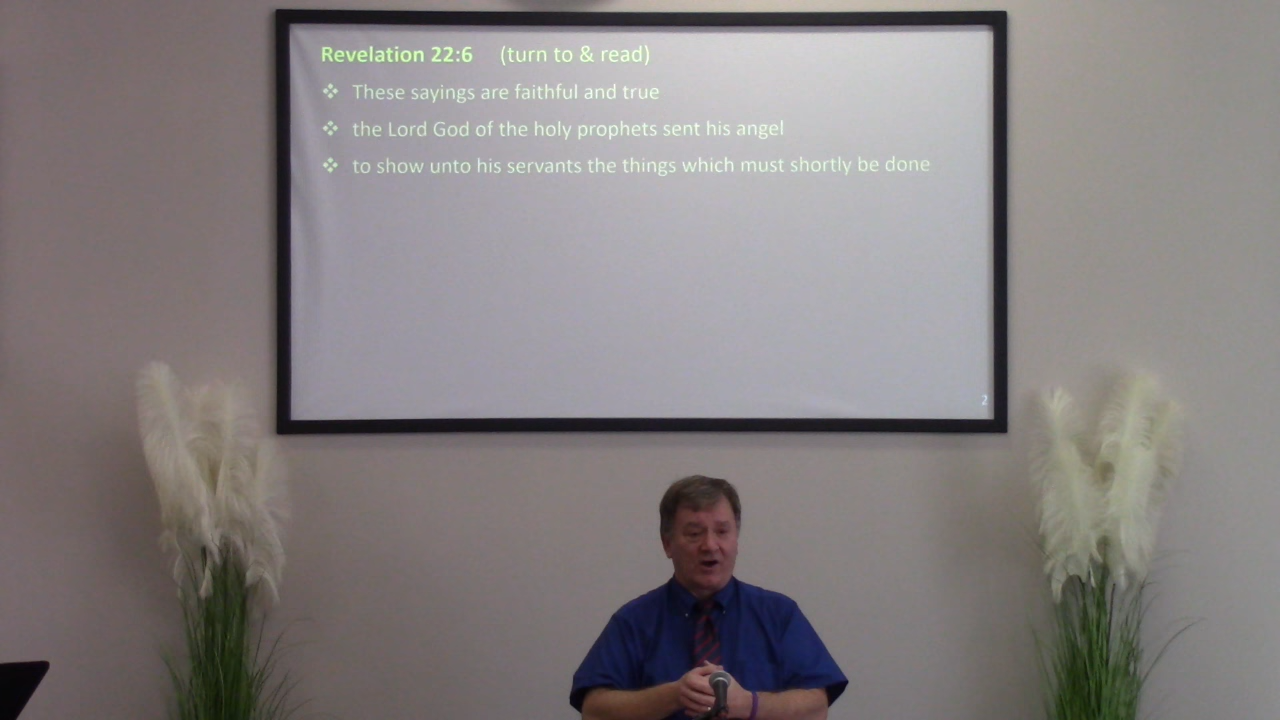 Revelation 22:6 (turn to & read)
❖ These sayings are faithful and true
❖ the Lord God of the holy prophets sent his angel
❖ to show unto his servants the things which must shortly be done
2